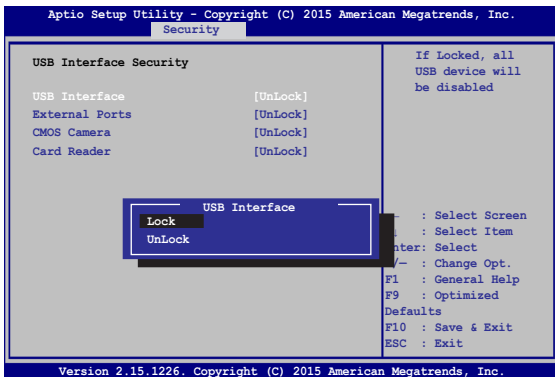 Aptio Setup Utility - Copyright (C) 2015 American Megatrends, Inc.
Security
USB Interface Security
USB Interface [UnLock]
External Ports [UnLock]
CMOS Camera [UnLock]
Card Reader [UnLock]
If Locked, all
USB device will
be disabled
USB Interface
Lock
UnLock
: Select Screen
: Select Item
nter: Select
/— : Change Opt.
F1 : General Help
F9 : Optimized
Defaults
F10 : Save & Exit
ESC : Exit
Version 2.15.1226. Copyright (C) 2015 American Megatrends, Inc.